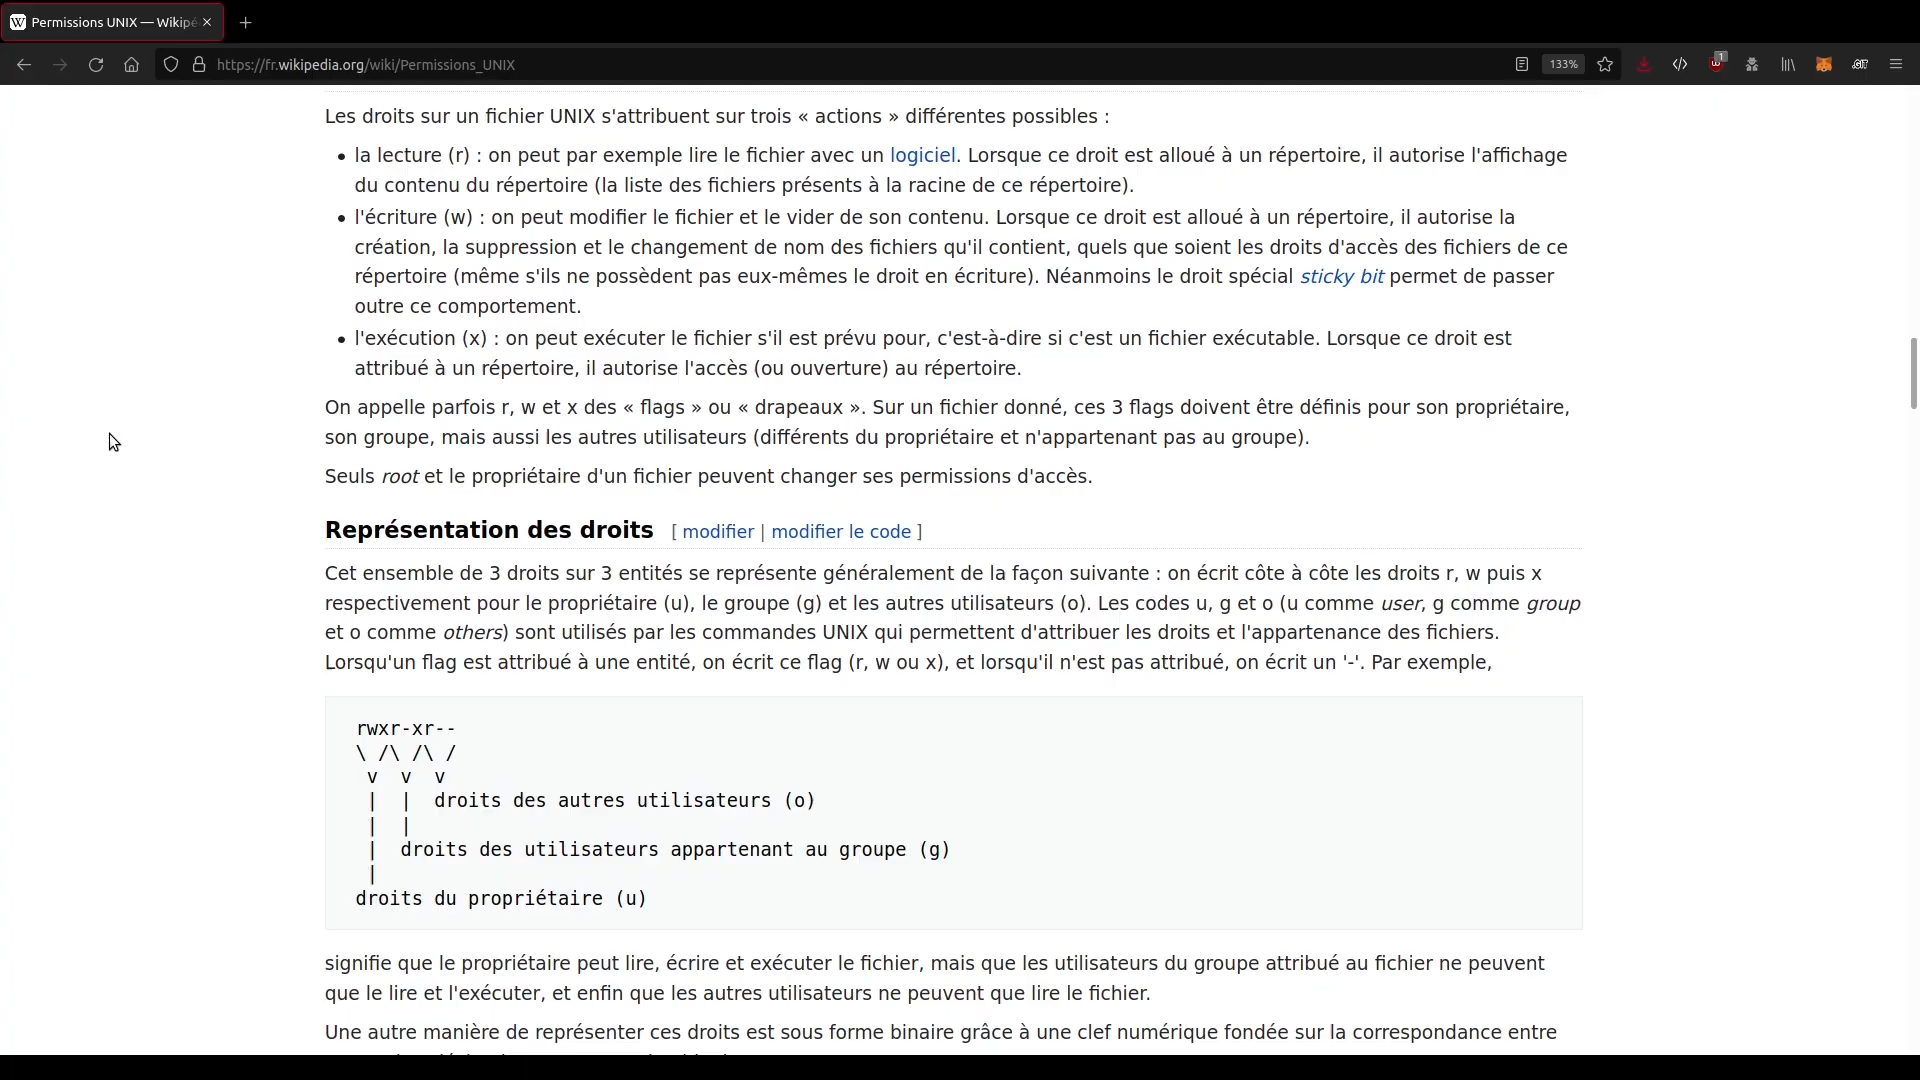 Permissions UNIX — Wikipé
https://fr.wikipedia.org/wiki/Permissions_UNIX
133%
1
Les droits sur un fichier UNIX s'attribuent sur trois « actions » différentes possibles :
• la lecture (r) : on peut par exemple lire le fichier avec un logiciel. Lorsque ce droit est alloué à un répertoire, il autorise l'affichage
du contenu du répertoire (la liste des fichiers présents à la racine de ce répertoire).
• l'écriture (w) : on peut modifier le fichier et le vider de son contenu. Lorsque ce droit est alloué à un répertoire, il autorise la
création, la suppression et le changement de nom des fichiers qu'il contient, quels que soient les droits d'accès des fichiers de ce
répertoire (même s'ils ne possèdent pas eux-mêmes le droit en écriture). Néanmoins le droit spécial sticky bit permet de passer
outre ce comportement.
• l'exécution (x) : on peut exécuter le fichier s'il est prévu pour, c'est-à-dire si c'est un fichier exécutable. Lorsque ce droit est
attribué à un répertoire, il autorise l'accès (ou ouverture) au répertoire.
On appelle parfois r, w et x des « flags » ou « drapeaux ». Sur un fichier donné, ces 3 flags doivent être définis pour son propriétaire,
son groupe, mais aussi les autres utilisateurs (différents du propriétaire et n'appartenant pas au groupe).
Seuls root et le propriétaire d'un fichier peuvent changer ses permissions d'accès.
Représentation des droits [ modifier | modifier le code ]
Cet ensemble de 3 droits sur 3 entités se représente généralement de la façon suivante : on écrit côte à côte les droits r, w puis x
respectivement pour le propriétaire (u), le groupe (g) et les autres utilisateurs (o). Les codes u, g et o (u comme user, g comme group
et o comme others) sont utilisés par les commandes UNIX qui permettent d'attribuer les droits et l'appartenance des fichiers.
Lorsqu'un flag est attribué à une entité, on écrit ce flag (r, w ou x), et lorsqu'il n'est pas attribué, on écrit un '-'. Par exemple,
rwxr-xr--
\ /\ /\ /
 v  v  v
 |  |  droits des autres utilisateurs (o)
 |  |
 |  droits des utilisateurs appartenant au groupe (g)
 |
droits du propriétaire (u)
signifie que le propriétaire peut lire, écrire et exécuter le fichier, mais que les utilisateurs du groupe attribué au fichier ne peuvent
que le lire et l'exécuter, et enfin que les autres utilisateurs ne peuvent que lire le fichier.
Une autre manière de représenter ces droits est sous forme binaire grâce à une clef numérique fondée sur la correspondance entre